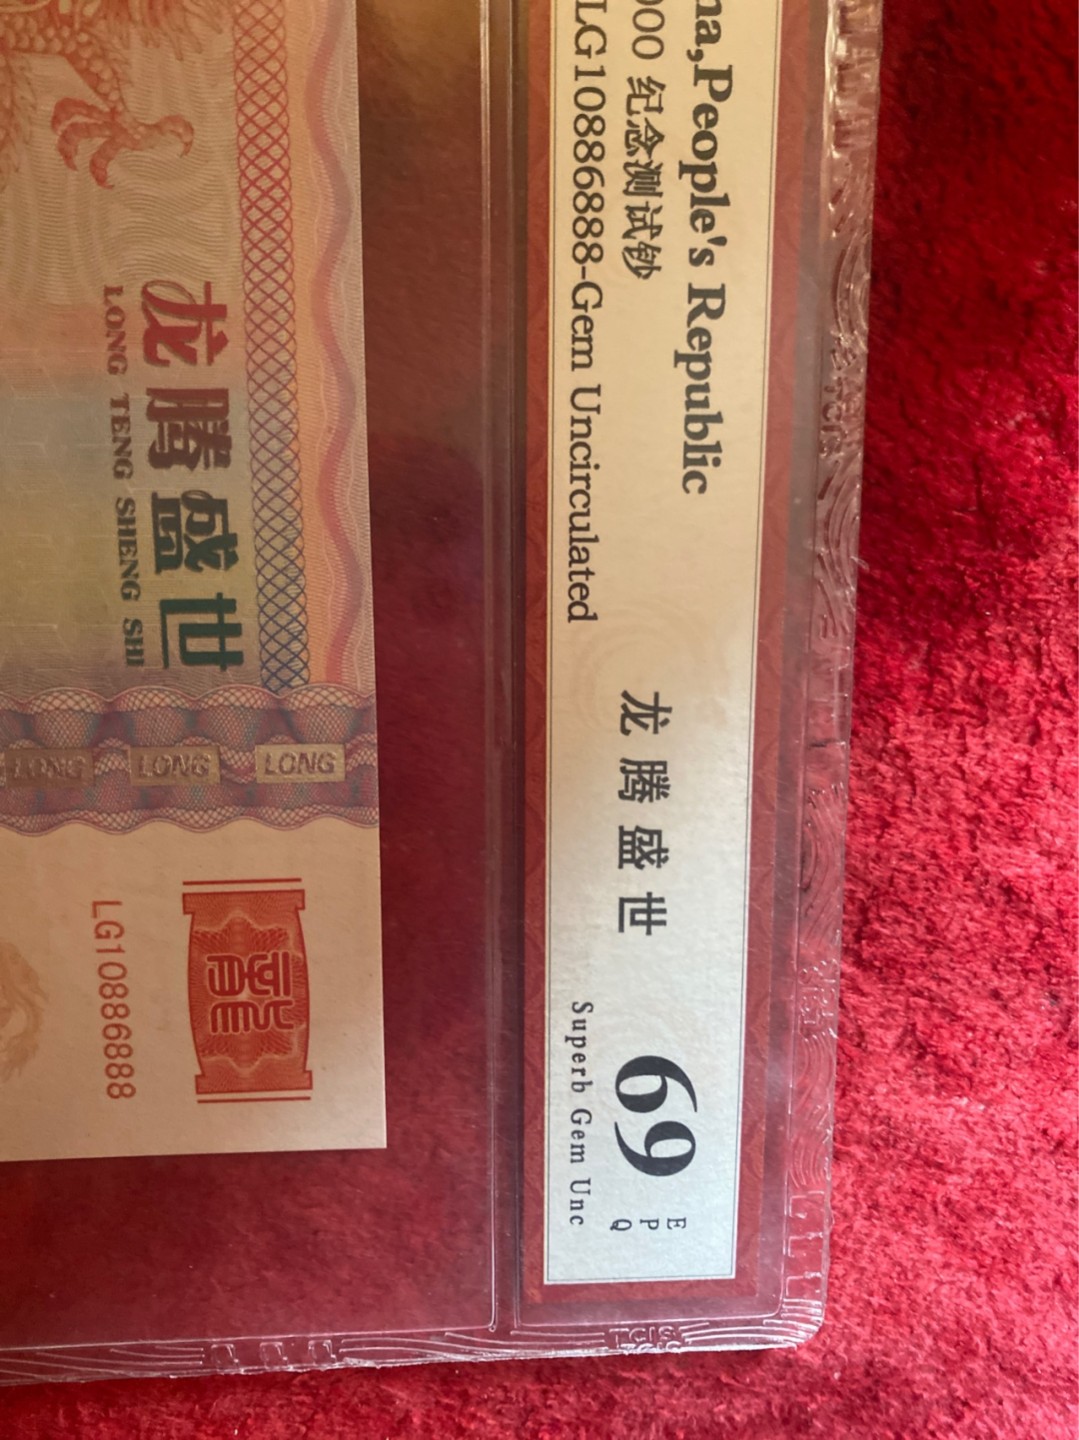 na,People's Republic
000 纪念测试钞
LG10886888-Gem Uncirculated
龙腾盛世
69
E
P
Q
Superb Gem Unc
龙腾盛世
LONG TENG SHENG SHI
LONG LONG LONG
龍
LG10886888